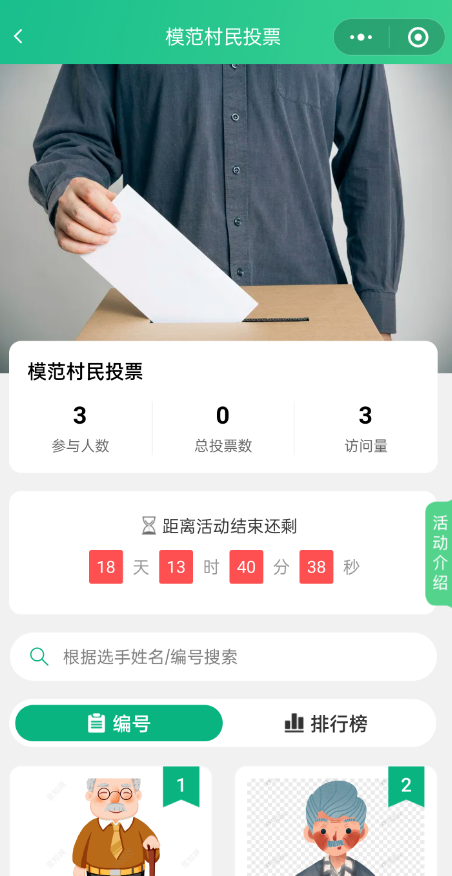 模范村民投票
模范村民投票
3
0
3
参与人数
总投票数
访问量
距离活动结束还剩
18 天 13 时 40 分 38 秒
活动介绍
根据选手姓名/编号搜索
编号
排行榜
1
2